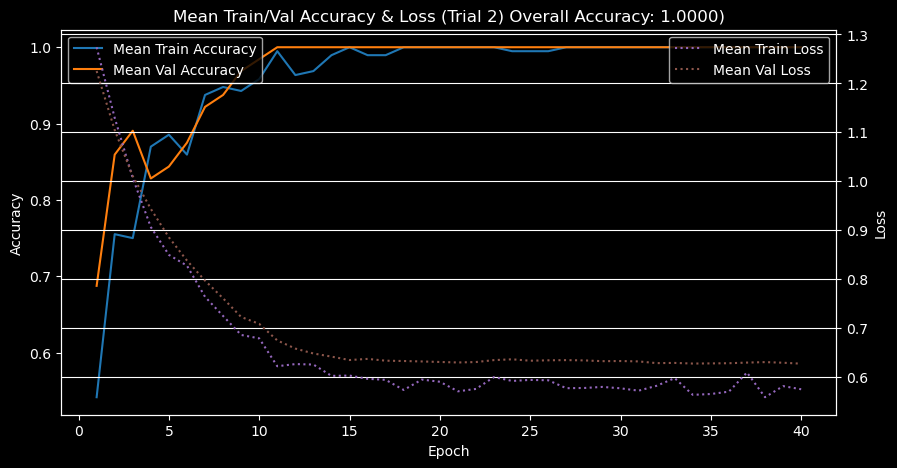 Mean Train/Val Accuracy & Loss (Trial 2) Overall Accuracy: 1.0000)
Mean Train Accuracy
Mean Val Accuracy
Mean Train Loss
Mean Val Loss
1.0
0.9
0.8
0.7
0.6
Accuracy
1.3
1.2
1.1
1.0
0.9
0.8
0.7
0.6
Loss
0 5 10 15 20 25 30 35 40
Epoch